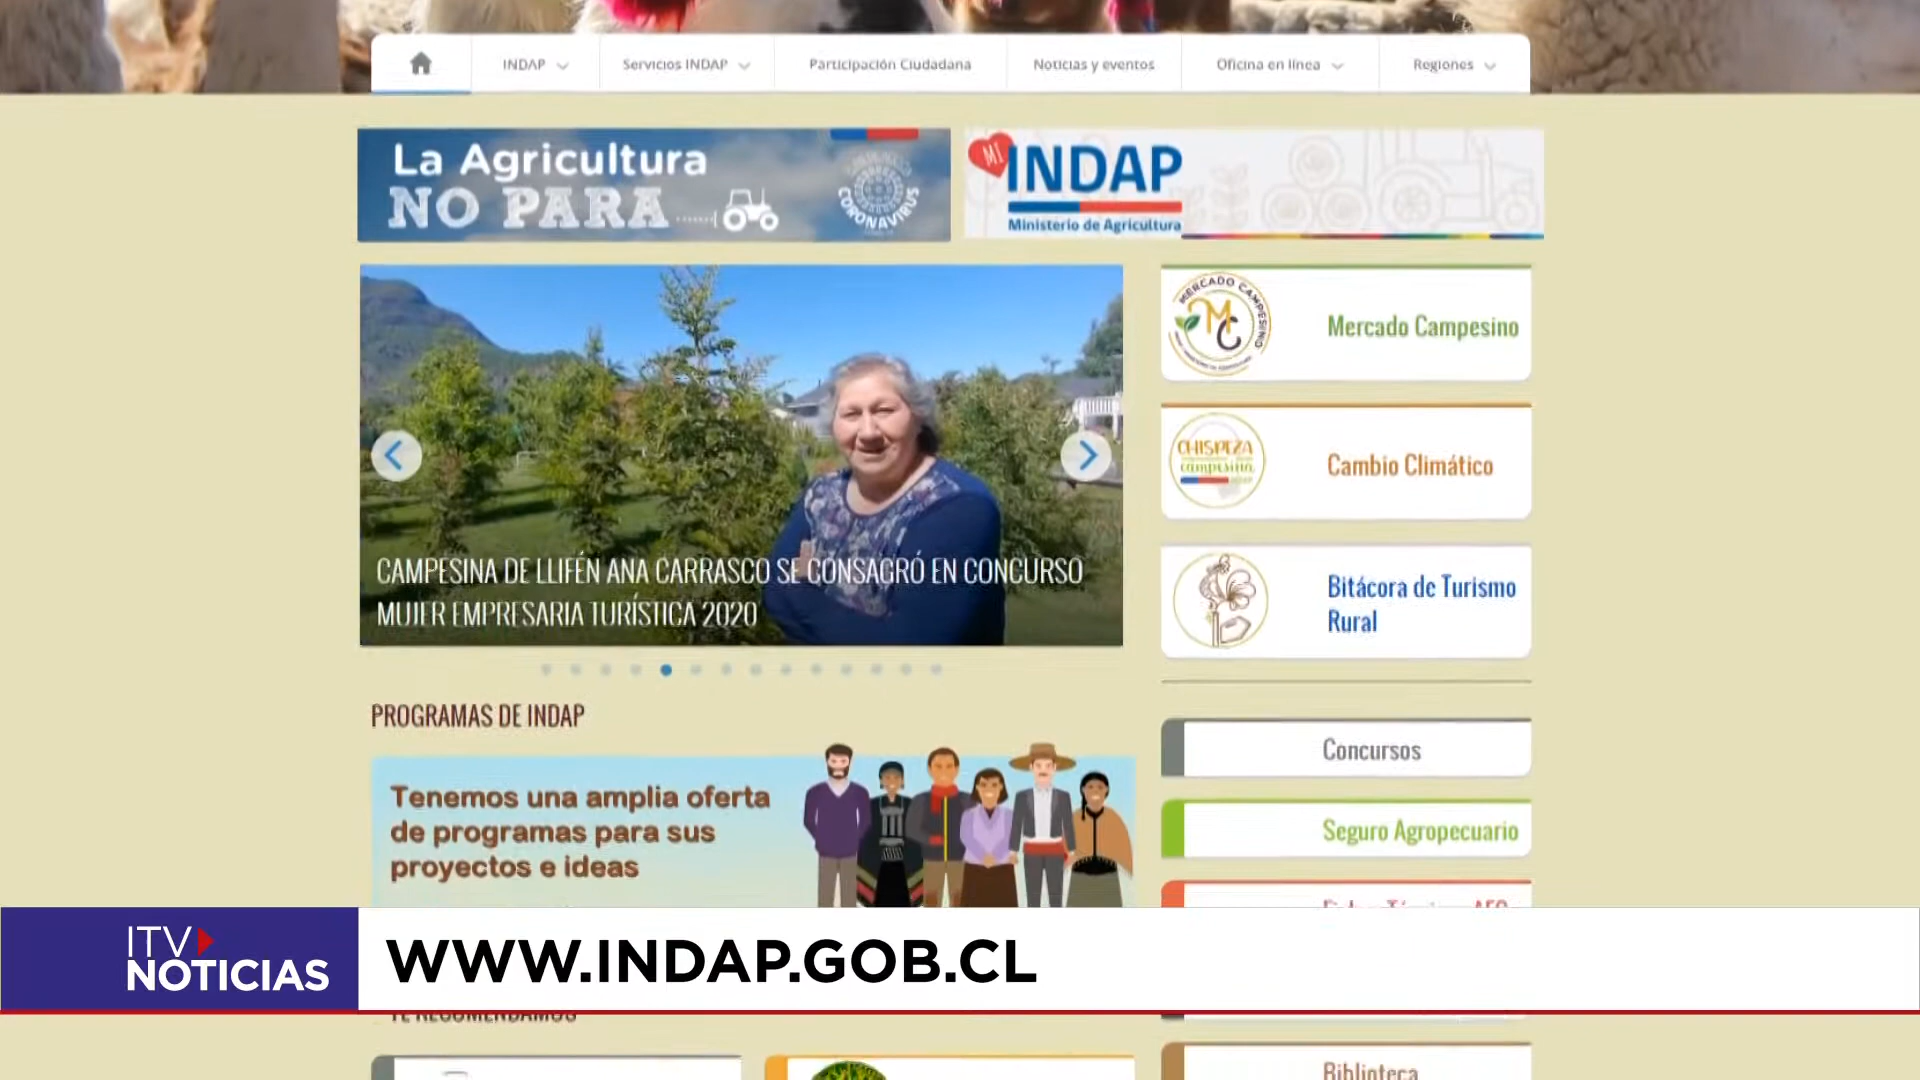 INDAP
Servicios INDAP
Participación Ciudadana
Noticias y eventos
Oficina en línea
Regiones
La Agricultura
NO PARA
CORONAVIRUS
MI
INDAP
Ministerio de Agricultura
CAMPESINA DE LLIFÉN ANA CARRASCO SE CONSAGRÓ EN CONCURSO
MUJER EMPRESARIA TURÍSTICA 2020
MERCADO CAMPESINO
MC
Mercado Campesino
CHISPEZA
campesina
Cambio Climático
Bitácora de Turismo
Rural
PROGRAMAS DE INDAP
Tenemos una amplia oferta
de programas para sus
proyectos e ideas
Concursos
Seguro Agropecuario
ITV
NOTICIAS
WWW.INDAP.GOB.CL
TE RECOMENDAMOS
Biblioteca